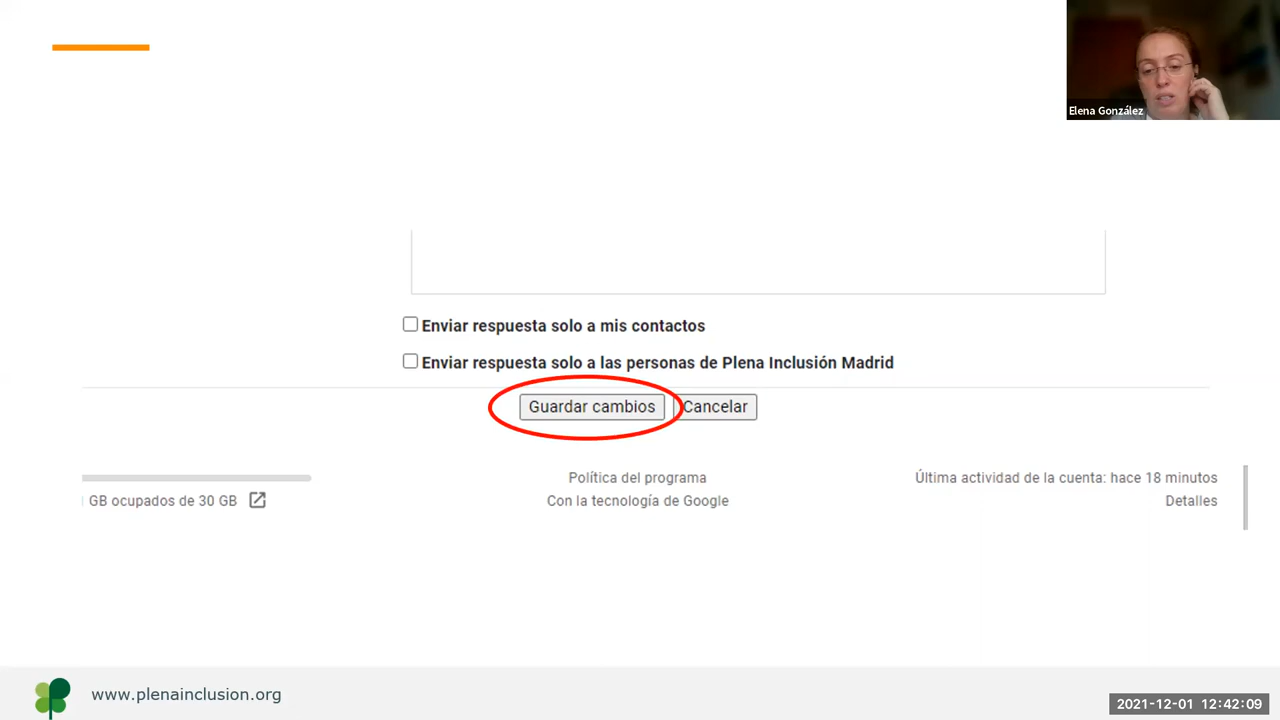 Elena González
Enviar respuesta solo a mis contactos
Enviar respuesta solo a las personas de Plena Inclusión Madrid
Guardar cambios
Cancelar
Política del programa
Última actividad de la cuenta: hace 18 minutos
GB ocupados de 30 GB
Con la tecnología de Google
Detalles
www.plenainclusion.org
2021-12-01 12:42:09